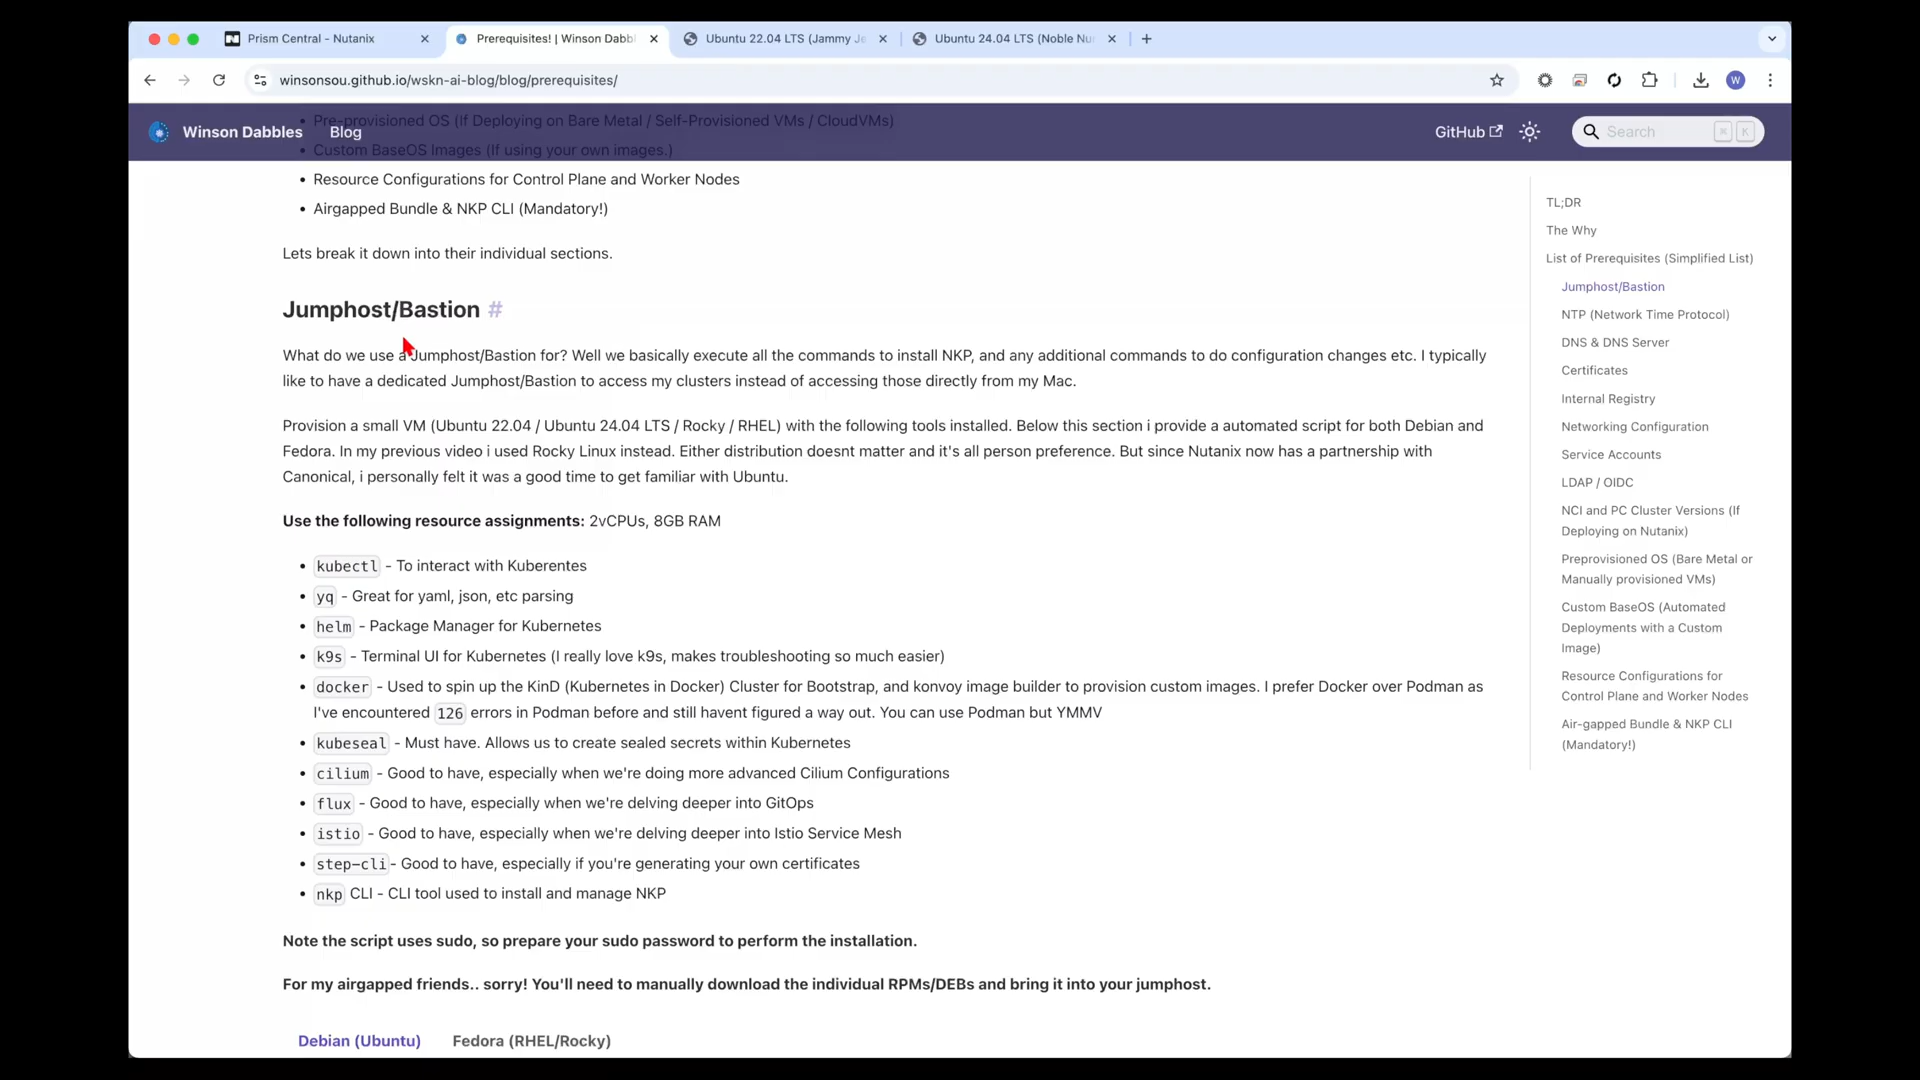 Prism Central - Nutanix
Prerequisites! | Winson Dabbl
Ubuntu 22.04 LTS (Jammy Je
Ubuntu 24.04 LTS (Noble Nu
winsonsou.github.io/wskn-ai-blog/blog/prerequisites/
W
Winson Dabbles
Blog
GitHub
Search
⌘ K
• Pre-provisioned OS (If Deploying on Bare Metal / Self-Provisioned VMs / CloudVMs)
• Custom BaseOS Images (If using your own images.)
• Resource Configurations for Control Plane and Worker Nodes
• Airgapped Bundle & NKP CLI (Mandatory!)
Lets break it down into their individual sections.
Jumphost/Bastion #
What do we use a Jumphost/Bastion for? Well we basically execute all the commands to install NKP, and any additional commands to do configuration changes etc. I typically
like to have a dedicated Jumphost/Bastion to access my clusters instead of accessing those directly from my Mac.
Provision a small VM (Ubuntu 22.04 / Ubuntu 24.04 LTS / Rocky / RHEL) with the following tools installed. Below this section i provide a automated script for both Debian and
Fedora. In my previous video i used Rocky Linux instead. Either distribution doesnt matter and it's all person preference. But since Nutanix now has a partnership with
Canonical, i personally felt it was a good time to get familiar with Ubuntu.
Use the following resource assignments: 2vCPUs, 8GB RAM
• kubectl - To interact with Kuberentes
• yq - Great for yaml, json, etc parsing
• helm - Package Manager for Kubernetes
• k9s - Terminal UI for Kubernetes (I really love k9s, makes troubleshooting so much easier)
• docker - Used to spin up the KinD (Kubernetes in Docker) Cluster for Bootstrap, and konvoy image builder to provision custom images. I prefer Docker over Podman as
I've encountered 126 errors in Podman before and still havent figured a way out. You can use Podman but YMMV
• kubeseal - Must have. Allows us to create sealed secrets within Kubernetes
• cilium - Good to have, especially when we're doing more advanced Cilium Configurations
• flux - Good to have, especially when we're delving deeper into GitOps
• istio - Good to have, especially when we're delving deeper into Istio Service Mesh
• step-cli- Good to have, especially if you're generating your own certificates
• nkp CLI - CLI tool used to install and manage NKP
Note the script uses sudo, so prepare your sudo password to perform the installation.
For my airgapped friends.. sorry! You'll need to manually download the individual RPMs/DEBs and bring it into your jumphost.
Debian (Ubuntu)
Fedora (RHEL/Rocky)
TL;DR
The Why
List of Prerequisites (Simplified List)
Jumphost/Bastion
NTP (Network Time Protocol)
DNS & DNS Server
Certificates
Internal Registry
Networking Configuration
Service Accounts
LDAP / OIDC
NCI and PC Cluster Versions (If
Deploying on Nutanix)
Preprovisioned OS (Bare Metal or
Manually provisioned VMs)
Custom BaseOS (Automated
Deployments with a Custom
Image)
Resource Configurations for
Control Plane and Worker Nodes
Air-gapped Bundle & NKP CLI
(Mandatory!)